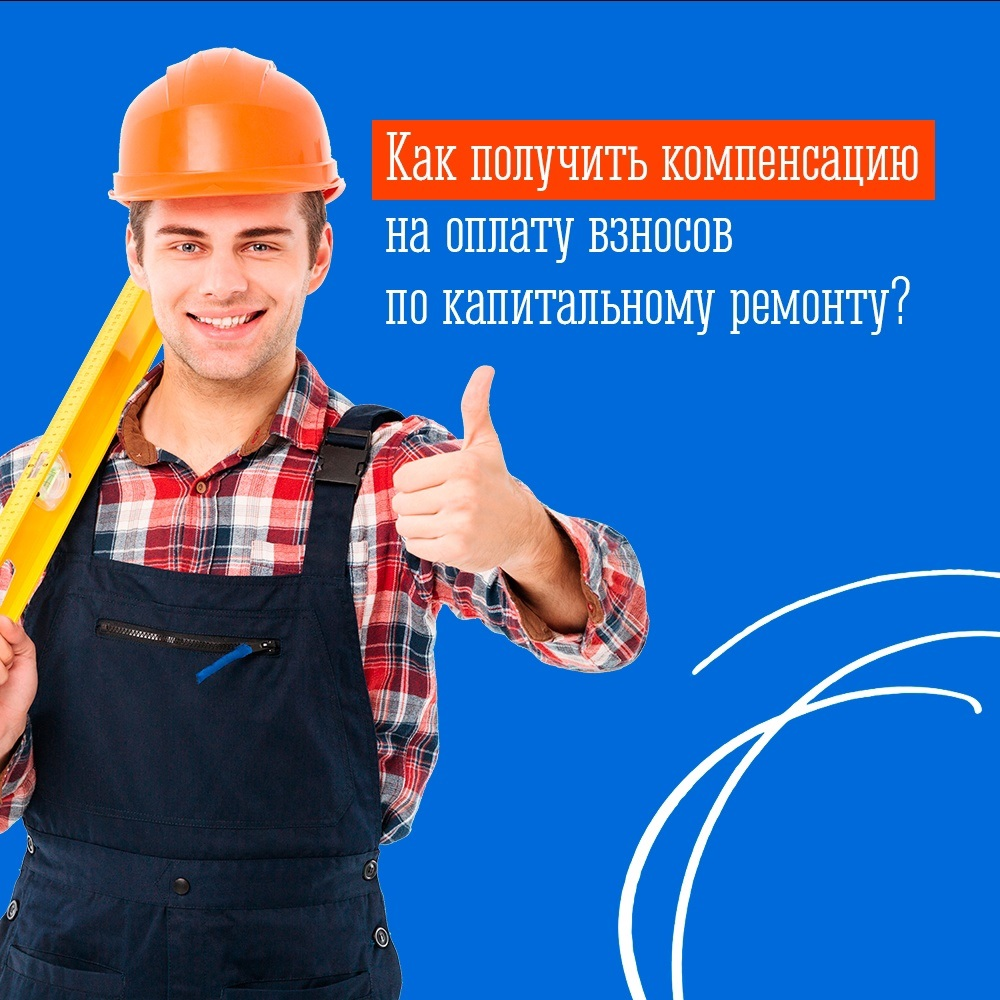 Как получить компенсацию
на оплату взносов
по капитальному ремонту?